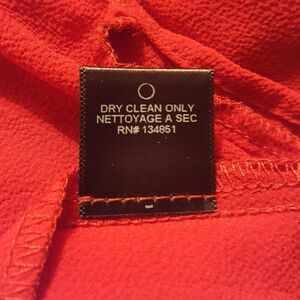 DRY CLEAN ONLY
NETTOYAGE A SEC
RN# 134851